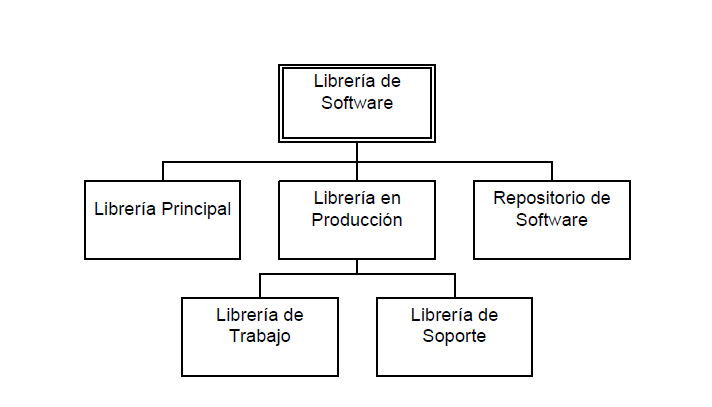 Librería de
Software
Librería Principal
Librería en
Producción
Repositorio de
Software
Librería de
Trabajo
Librería de
Soporte